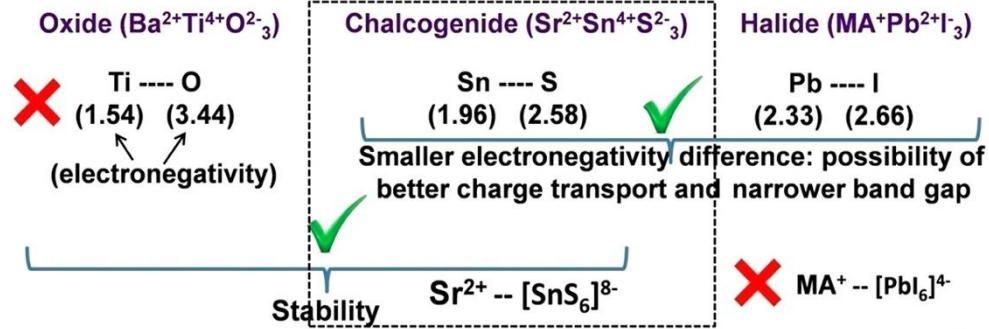 Oxide (Ba²⁺Ti⁴⁺O²⁻₃)
Chalcogenide (Sr²⁺Sn⁴⁺S²⁻₃)
Halide (MA⁺Pb²⁺I⁻₃)
Ti ---- O
(1.54) (3.44)
(electronegativity)
Sn ---- S
(1.96) (2.58)
Pb ---- I
(2.33) (2.66)
Smaller electronegativity difference: possibility of
better charge transport and narrower band gap
Stability
Sr²⁺ -- [SnS₆]⁸⁻
MA⁺ -- [PbI₆]⁴⁻